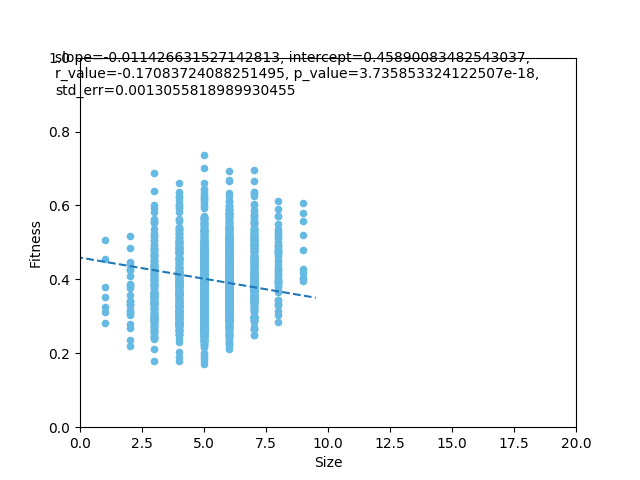 slope=-0.011426631527142813, intercept=0.45890083482543037,
r_value=-0.17083724088251495, p_value=3.735853324122507e-18,
std_err=0.0013055818989930455
1.0
0.8
0.6
0.4
0.2
0.0
Fitness
0.0 2.5 5.0 7.5 10.0 12.5 15.0 17.5 20.0
Size